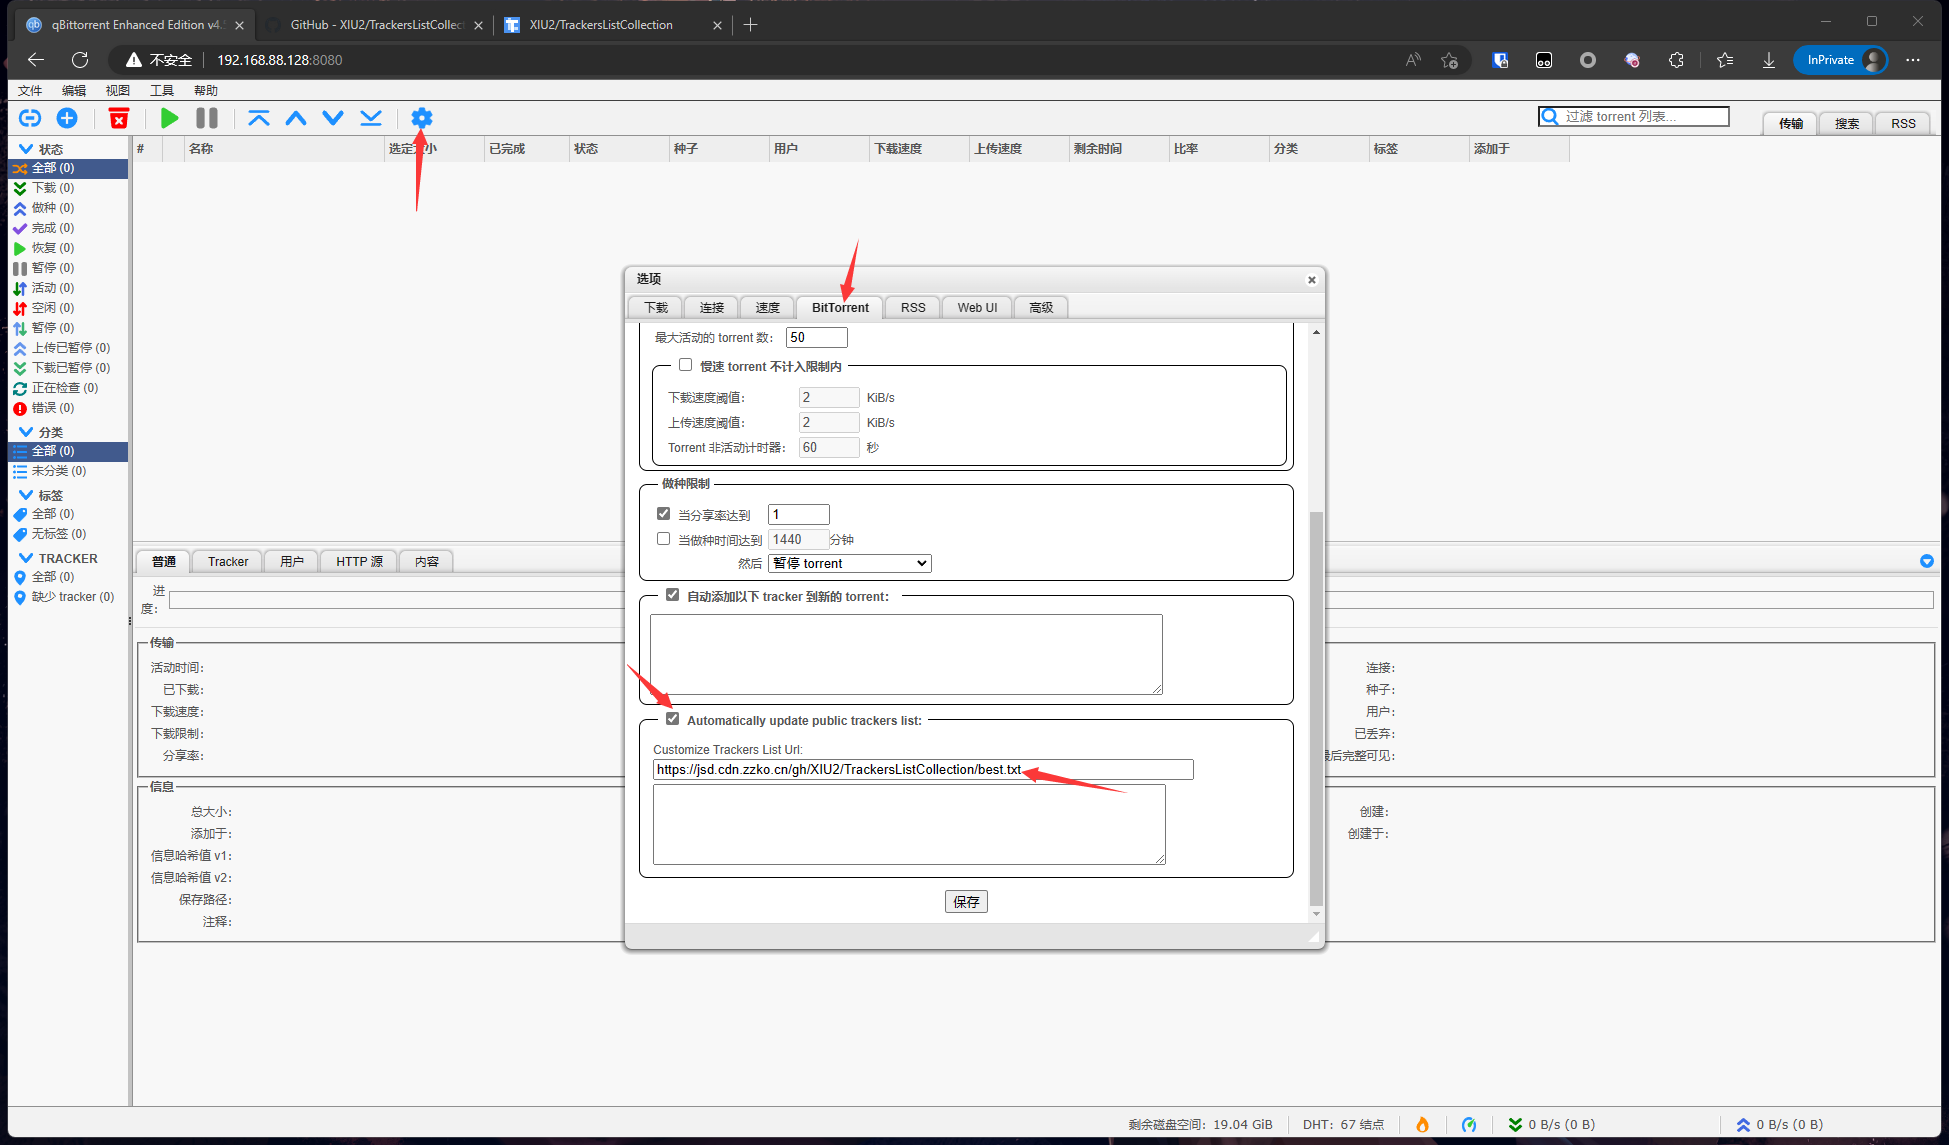 qBittorrent Enhanced Edition v4.5
GitHub - XIU2/TrackersListCollec
XIU2/TrackersListCollection
不安全
192.168.88.128:8080
InPrivate
文件 编辑 视图 工具 帮助
过滤 torrent 列表...
传输 搜索 RSS
# 名称 选定大小 已完成 状态 种子 用户 下载速度 上传速度 剩余时间 比率 分类 标签 添加于
状态
全部 (0)
下载 (0)
做种 (0)
完成 (0)
恢复 (0)
暂停 (0)
活动 (0)
空闲 (0)
暂停 (0)
上传已暂停 (0)
下载已暂停 (0)
正在检查 (0)
错误 (0)
分类
全部 (0)
未分类 (0)
标签
全部 (0)
无标签 (0)
TRACKER
全部 (0)
缺少 tracker (0)
选项
下载 连接 速度 BitTorrent RSS Web UI 高级
最大活动的 torrent 数: 50
慢速 torrent 不计入限制内
下载速度阈值: 2 KiB/s
上传速度阈值: 2 KiB/s
Torrent 非活动计时器: 60 秒
做种限制
当分享率达到 1
当做种时间达到 1440 分钟
然后 暂停 torrent
自动添加以下 tracker 到新的 torrent:
Automatically update public trackers list:
Customize Trackers List Url:
https://jsd.cdn.zzko.cn/gh/XIU2/TrackersListCollection/best.txt
保存
普通 Tracker 用户 HTTP 源 内容
进度:
传输
活动时间:
已下载:
下载速度:
下载限制:
分享率:
连接:
种子:
用户:
已丢弃:
后完整可见:
信息
总大小:
添加于:
信息哈希值 v1:
信息哈希值 v2:
保存路径:
注释:
创建:
创建于:
剩余磁盘空间: 19.04 GiB
DHT: 67 结点
0 B/s (0 B)
0 B/s (0 B)